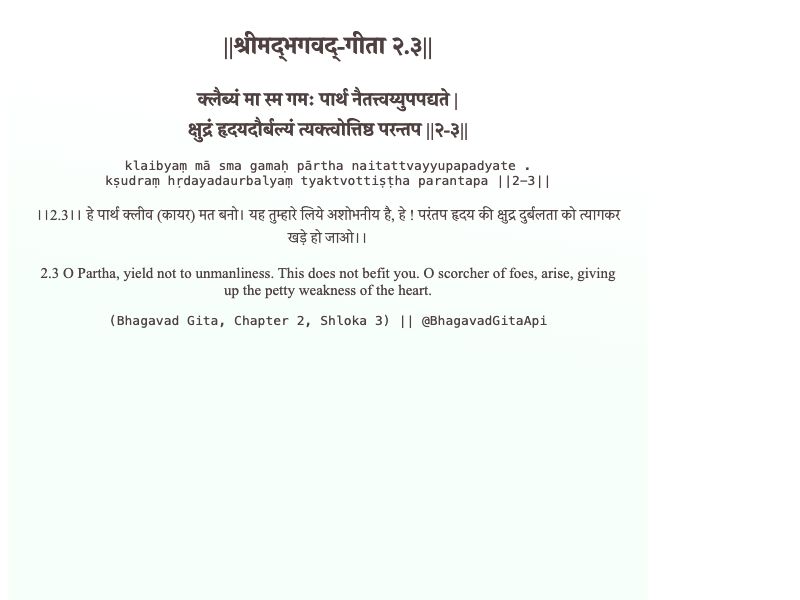 ||श्रीमद्‍भगवद्-गीता २.३||
क्लैब्यं मा स्म गमः पार्थ नैतत्त्वय्युपपद्यते |
क्षुद्रं हृदयदौर्बल्यं त्यक्त्वोत्तिष्ठ परन्तप ||२-३||
klaibyaṃ mā sma gamaḥ pārtha naitattvayyupapadyate .
kṣudraṃ hṛdayadaurbalyaṃ tyaktvottiṣṭha parantapa ||2-3||
।।2.3।। हे पार्थ क्लीव (कायर) मत बनो। यह तुम्हारे लिये अशोभनीय है, हे ! परंतप हृदय की क्षुद्र दुर्बलता को त्यागकर
खड़े हो जाओ।।
2.3 O Partha, yield not to unmanliness. This does not befit you. O scorcher of foes, arise, giving
up the petty weakness of the heart.
(Bhagavad Gita, Chapter 2, Shloka 3) || @BhagavadGitaApi